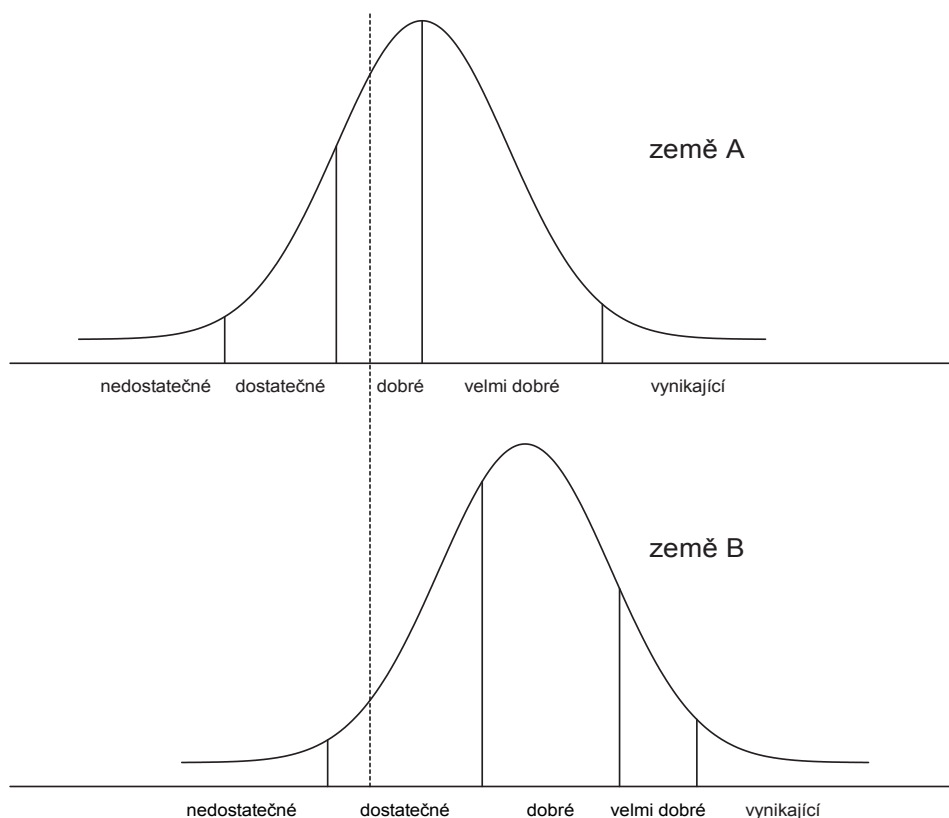 země A
nedostatečné dostatečné dobré velmi dobré vynikající
země B
nedostatečné dostatečné dobré velmi dobré vynikající